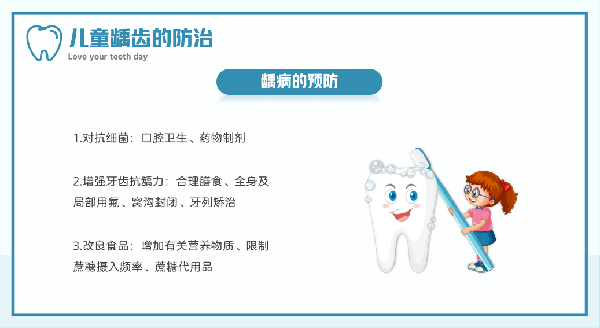 儿童龋齿的防治
Love your teeth day
龋病的预防
1.对抗细菌：口腔卫生、药物制剂
2.增强牙齿抗龋力：合理膳食、全身及
局部用氟、窝沟封闭、牙列矫治
3.改良食品：增加有关营养物质、限制
蔗糖摄入频率、蔗糖代用品